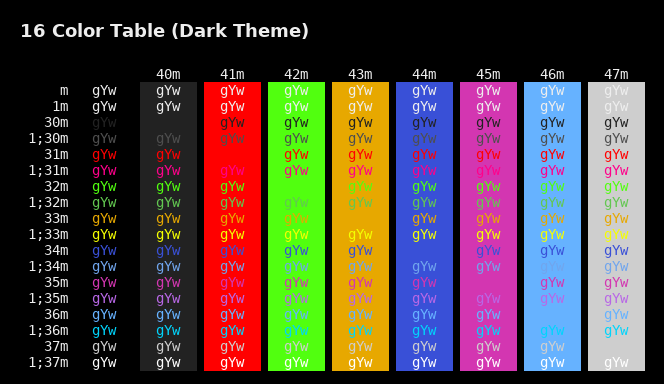 16 Color Table (Dark Theme)
40m 41m 42m 43m 44m 45m 46m 47m
m gYw gYw gYw gYw gYw gYw gYw gYw gYw
1m gYw gYw gYw gYw gYw gYw gYw gYw gYw
30m gYw gYw gYw gYw gYw gYw gYw gYw
1;30m gYw gYw gYw gYw gYw gYw gYw gYw gYw
31m gYw gYw gYw gYw gYw gYw gYw gYw
1;31m gYw gYw gYw gYw gYw gYw gYw gYw gYw
32m gYw gYw gYw gYw gYw gYw gYw gYw
1;32m gYw gYw gYw gYw gYw gYw gYw gYw gYw
33m gYw gYw gYw gYw gYw gYw gYw gYw
1;33m gYw gYw gYw gYw gYw gYw gYw gYw gYw
34m gYw gYw gYw gYw gYw gYw gYw gYw
1;34m gYw gYw gYw gYw gYw gYw gYw gYw gYw
35m gYw gYw gYw gYw gYw gYw gYw gYw
1;35m gYw gYw gYw gYw gYw gYw gYw gYw gYw
36m gYw gYw gYw gYw gYw gYw gYw gYw
1;36m gYw gYw gYw gYw gYw gYw gYw gYw gYw
37m gYw gYw gYw gYw gYw gYw gYw gYw
1;37m gYw gYw gYw gYw gYw gYw gYw gYw gYw